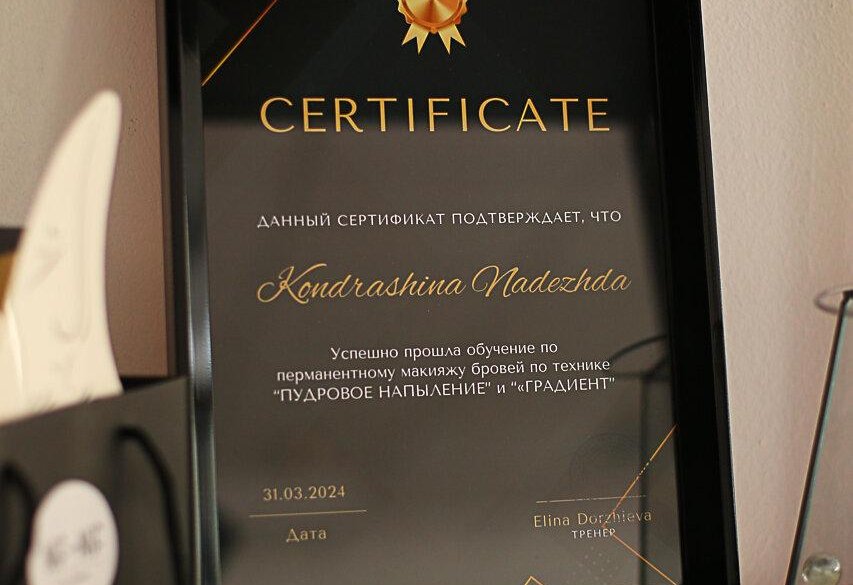 CERTIFICATE
ДАННЫЙ СЕРТИФИКАТ ПОДТВЕРЖДАЕТ, ЧТО
Kondrashina Nadezhda
Успешно прошла обучение по
перманентному макияжу бровей по технике
“ПУДРОВОЕ НАПЫЛЕНИЕ” и “«ГРАДИЕНТ”
31.03.2024
Дата
Elina Dorzhieva
ТРЕНЕР